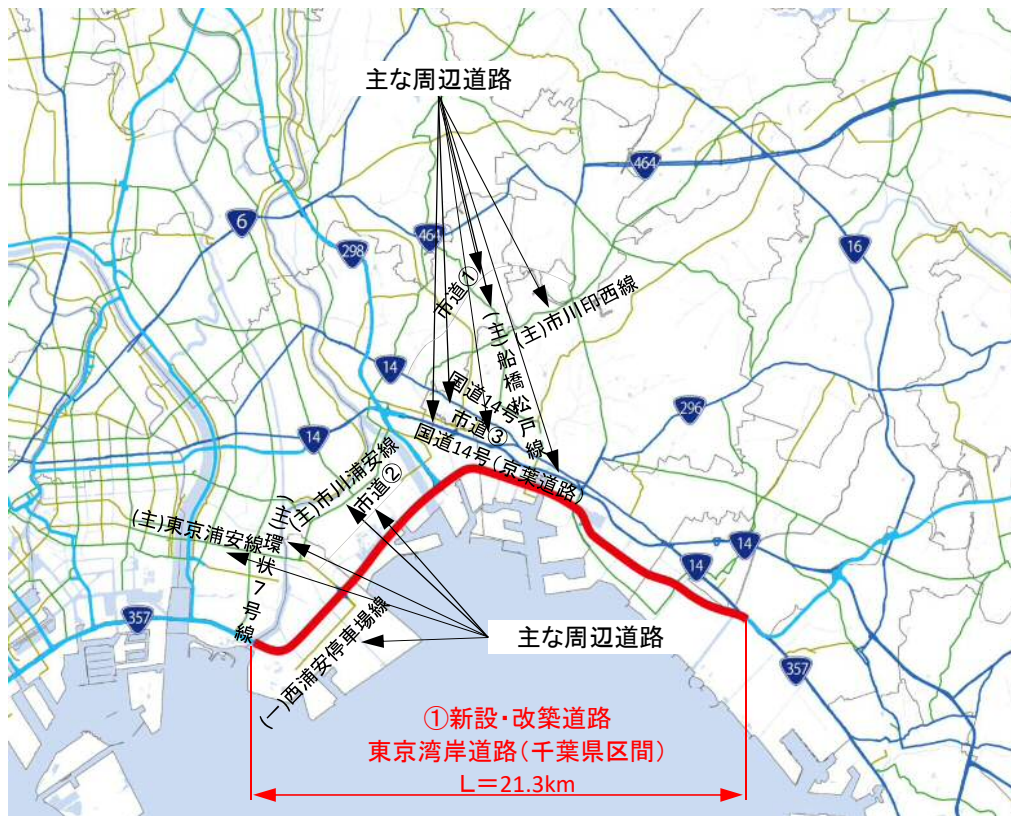 主な周辺道路
464
6
464
16
298
市道①
(主)市川印西線
(主)船橋松戸線
14
国道14号
296
市道③
14
国道14号(京葉道路)
(主)市川浦安線
市道②
(主)環状7号線
(主)東京浦安線
14
14
357
主な周辺道路
357
(一)西浦安停車場線
①新設・改築道路
東京湾岸道路(千葉県区間)
L=21.3km